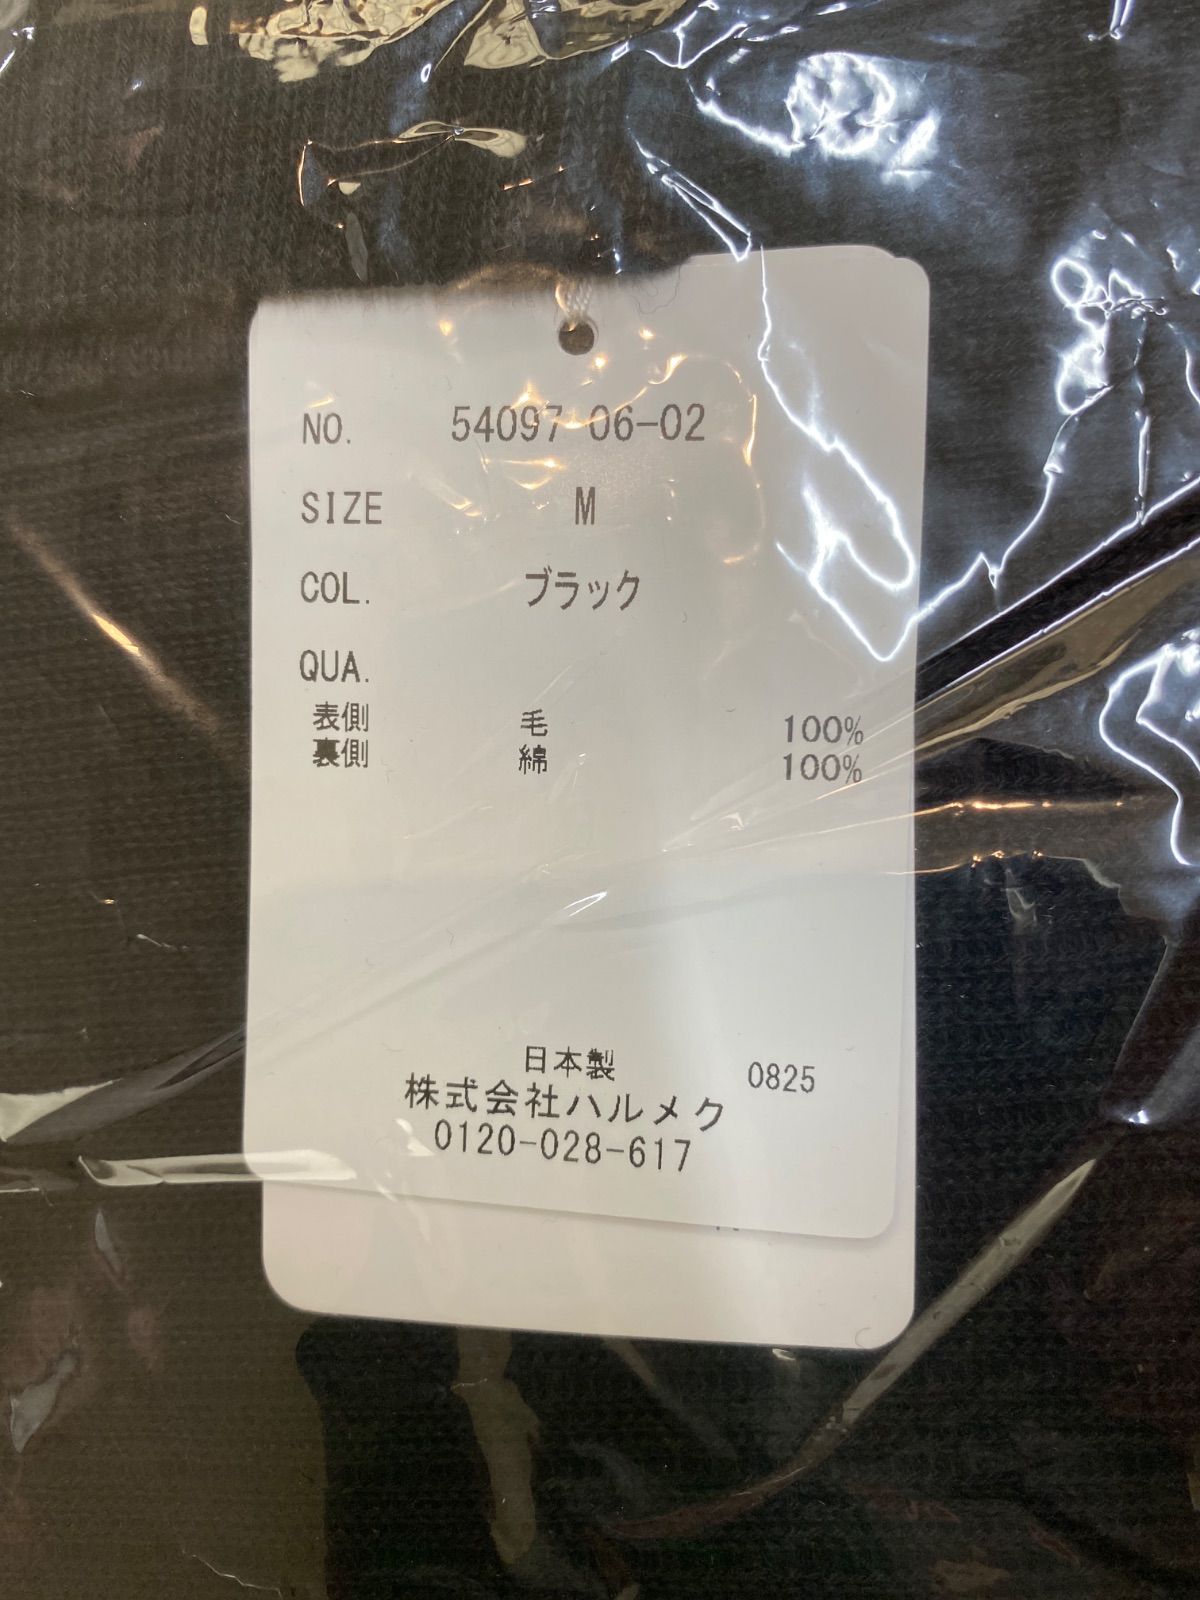 NO. 54097-06-02
SIZE M
COL. ブラック
QUA.
表側 毛 100%
裏側 綿 100%
日本製 0825
株式会社ハルメク
0120-028-617